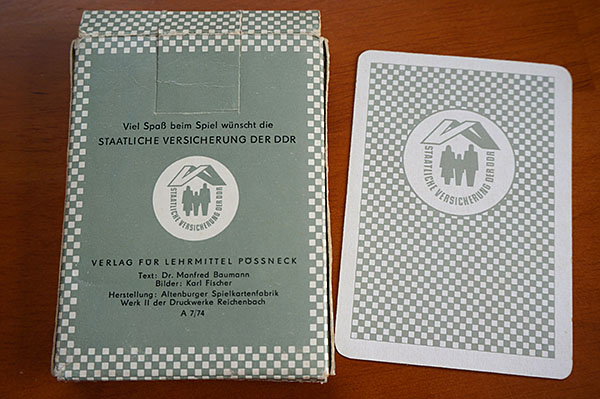 Viel Spaß beim Spiel wünscht die
STAATLICHE VERSICHERUNG DER DDR
STAATLICHE VERSICHERUNG DER DDR
VERLAG FÜR LEHRMITTEL PÖSSNECK
Text: Dr. Manfred Baumann
Bilder: Karl Fischer
Herstellung: Altenburger Spielkartenfabrik
Werk II der Druckwerke Reichenbach
A 7/74
STAATLICHE VERSICHERUNG DER DDR